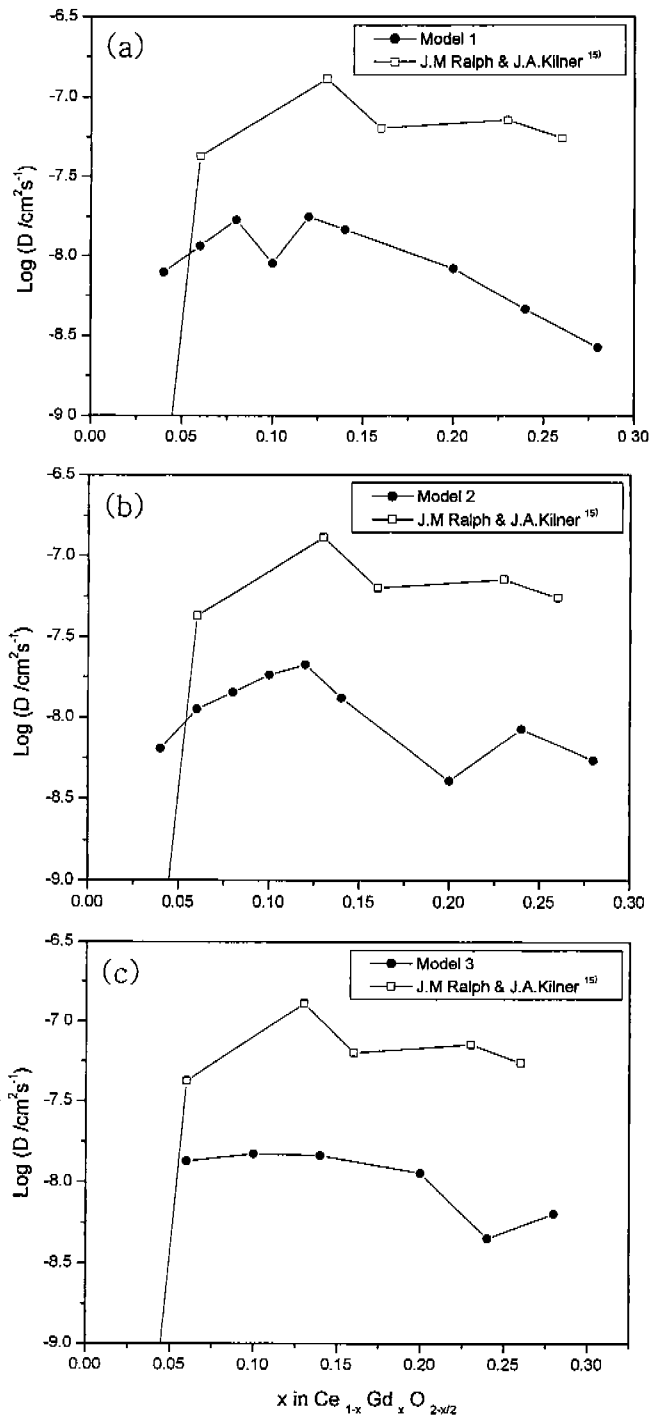 (a)
Model 1
J.M Ralph & J.A.Kilner 15)
Log (D /cm²s⁻¹)
-6.5
-7.0
-7.5
-8.0
-8.5
-9.0
0.00 0.05 0.10 0.15 0.20 0.25 0.30
(b)
Model 2
J.M Ralph & J.A.Kilner 15)
Log (D /cm²s⁻¹)
-6.5
-7.0
-7.5
-8.0
-8.5
-9.0
0.00 0.05 0.10 0.15 0.20 0.25 0.30
(c)
Model 3
J.M Ralph & J.A.Kilner 15)
Log (D /cm²s⁻¹)
-6.5
-7.0
-7.5
-8.0
-8.5
-9.0
0.00 0.05 0.10 0.15 0.20 0.25 0.30
x in Ce 1-x Gd x O 2-x/2